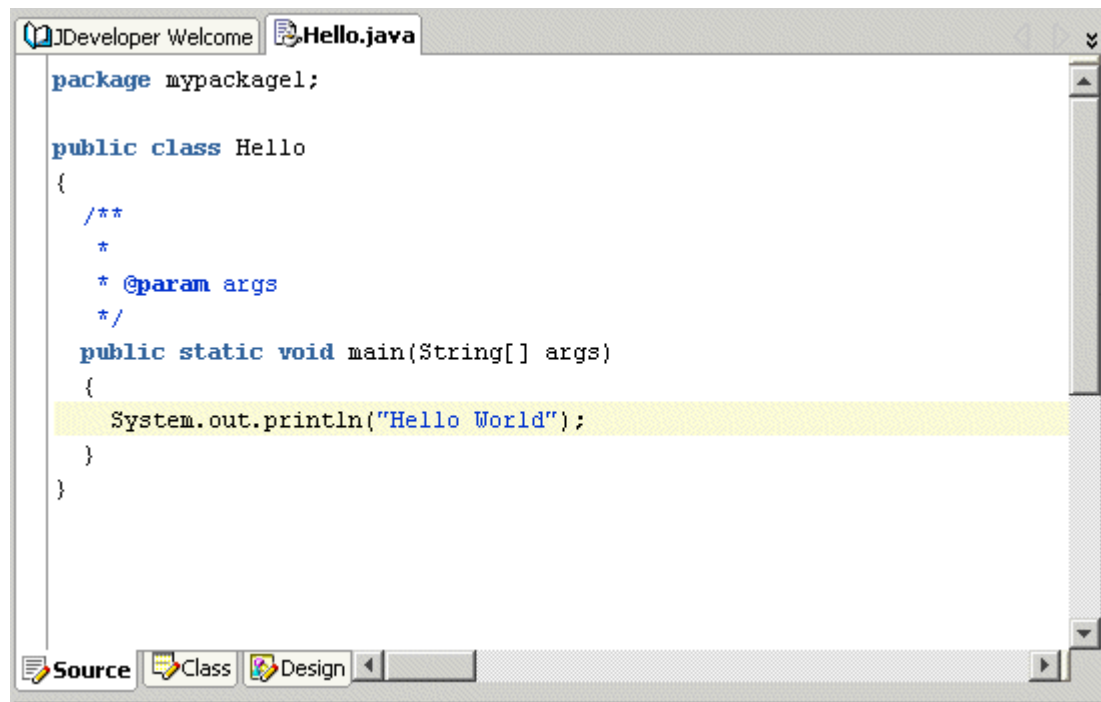 JDeveloper Welcome Hello.java
package mypackage1;
public class Hello
{
/**
*
* @param args
*/
public static void main(String[] args)
{
System.out.println("Hello World");
}
}
Source Class Design